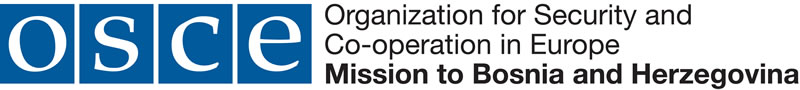 osce
Organization for Security and
Co-operation in Europe
Mission to Bosnia and Herzegovina